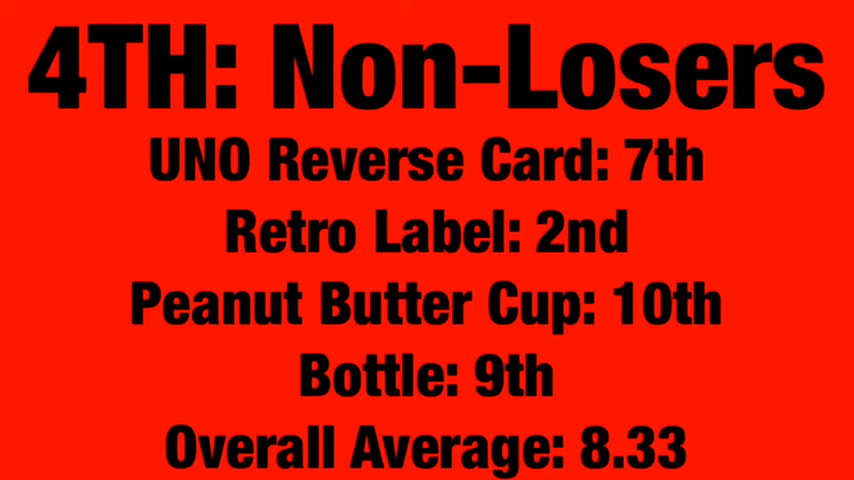 4TH: Non-Losers
UNO Reverse Card: 7th
Retro Label: 2nd
Peanut Butter Cup: 10th
Bottle: 9th
Overall Average: 8.33